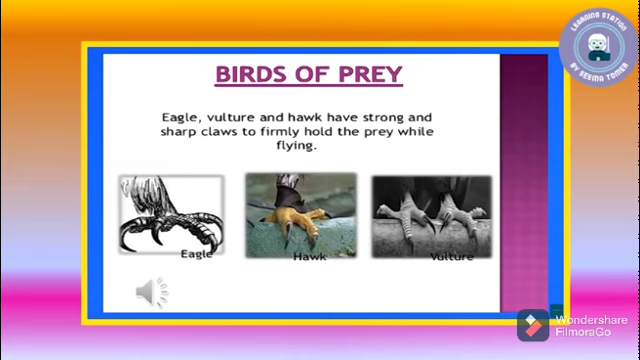 LEARNING STATION
BY SEEMA TOMER
BIRDS OF PREY
Eagle, vulture and hawk have strong and
sharp claws to firmly hold the prey while
flying.
Eagle
Hawk
Vulture
Wondershare
FilmoraGo